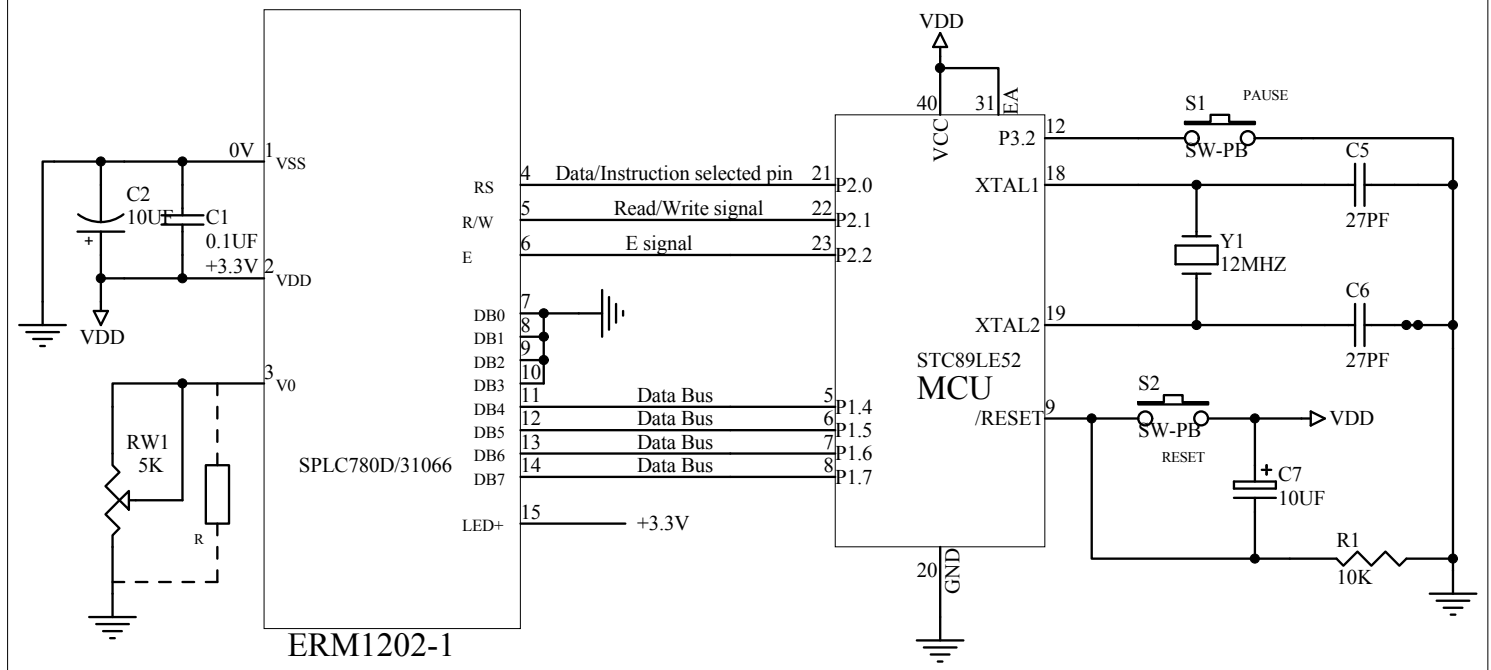 VDD
40
31
EA
VCC
S1
PAUSE
12
P3.2
SW-PB
C5
0V
1
VSS
4
Data/Instruction selected pin
21
RS
P2.0
XTAL1
18
C2
10UF
C1
0.1UF
5
Read/Write signal
22
R/W
P2.1
27PF
6
E signal
23
E
P2.2
Y1
12MHZ
+3.3V
2
VDD
VDD
7
DB0
8
DB1
9
DB2
10
DB3
XTAL2
19
C6
27PF
STC89LE52
MCU
3
V0
11
Data Bus
5
DB4
P1.4
12
Data Bus
6
DB5
P1.5
13
Data Bus
7
DB6
P1.6
14
Data Bus
8
DB7
P1.7
/RESET
9
S2
SW-PB
RESET
VDD
RW1
5K
SPLC780D/31066
C7
10UF
R
LED+
15
+3.3V
20
GND
R1
10K
ERM1202-1